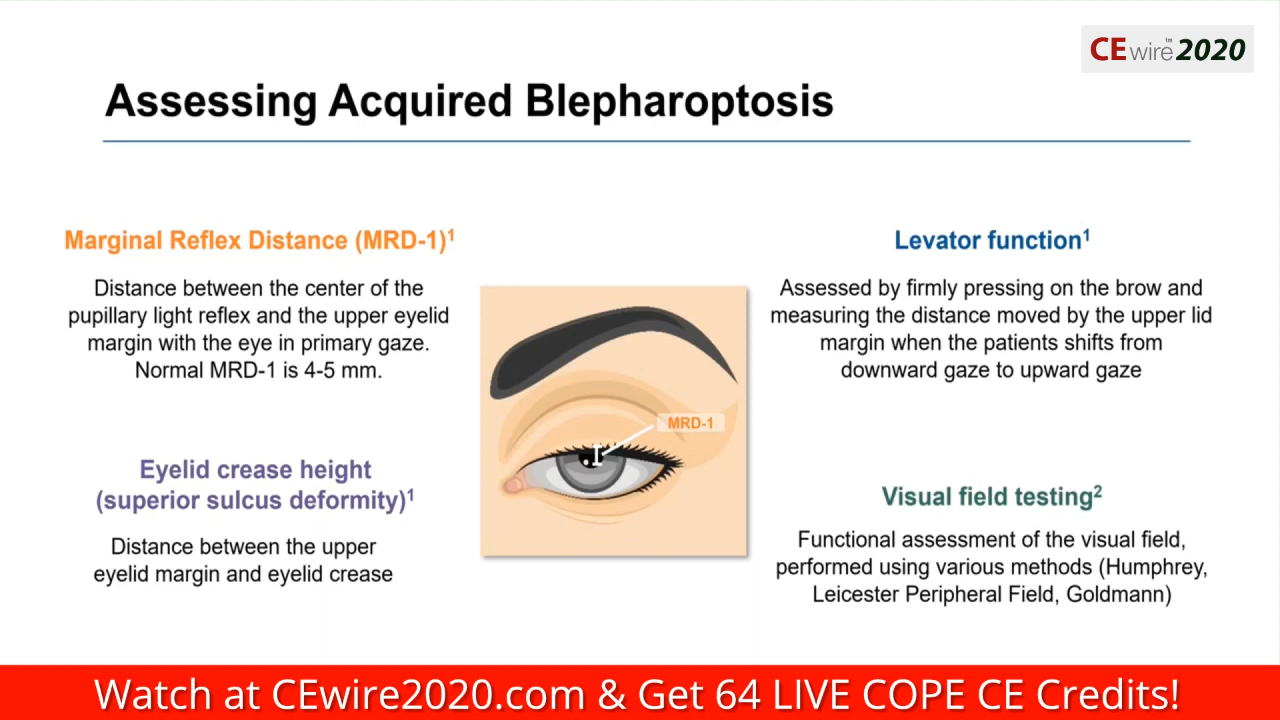 CEwire™2020
Assessing Acquired Blepharoptosis
Marginal Reflex Distance (MRD-1)¹
Distance between the center of the
pupillary light reflex and the upper eyelid
margin with the eye in primary gaze.
Normal MRD-1 is 4-5 mm.
Eyelid crease height
(superior sulcus deformity)¹
Distance between the upper
eyelid margin and eyelid crease
MRD-1
Levator function¹
Assessed by firmly pressing on the brow and
measuring the distance moved by the upper lid
margin when the patients shifts from
downward gaze to upward gaze
Visual field testing²
Functional assessment of the visual field,
performed using various methods (Humphrey,
Leicester Peripheral Field, Goldmann)
Watch at CEwire2020.com & Get 64 LIVE COPE CE Credits!